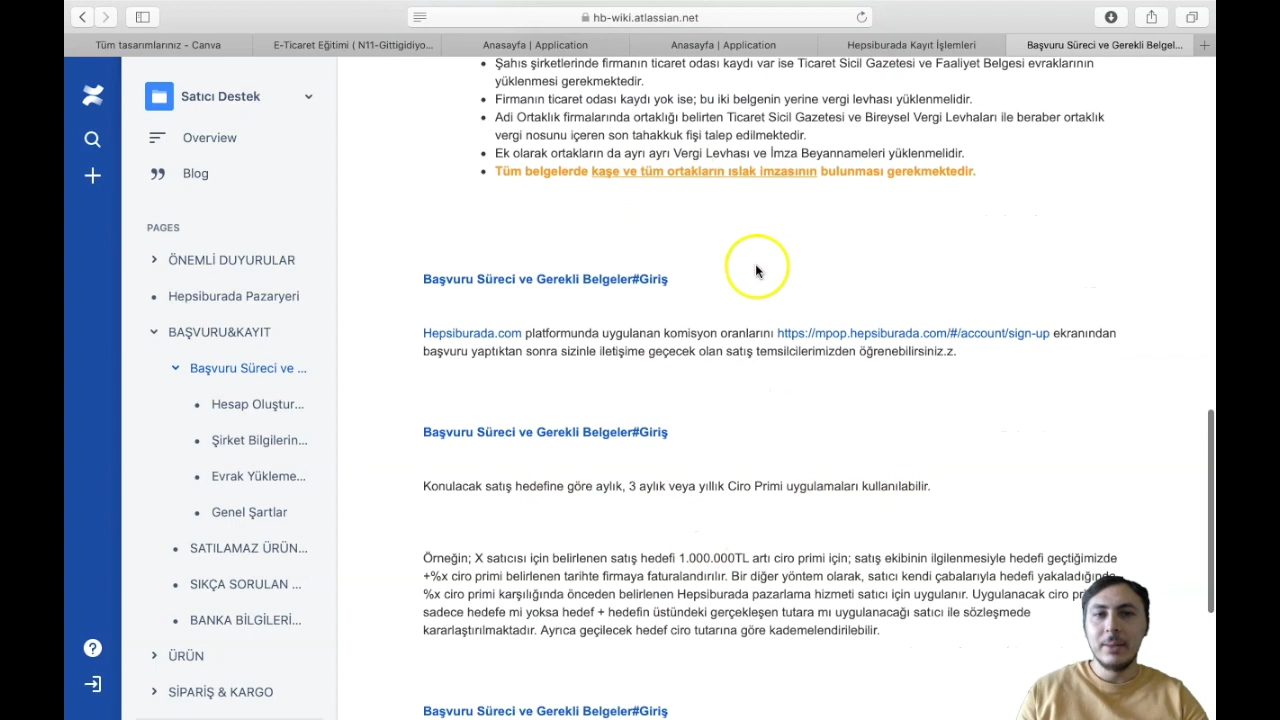 hb-wiki.atlassian.net
Tüm tasarımlarınız - Canva
E-Ticaret Eğitimi ( N11-Gittigidiyo...
Anasayfa | Application
Anasayfa | Application
Hepsiburada Kayıt İşlemleri
Başvuru Süreci ve Gerekli Belgel...
Satıcı Destek
Overview
Blog
PAGES
ÖNEMLİ DUYURULAR
Hepsiburada Pazaryeri
BAŞVURU&KAYIT
Başvuru Süreci ve ...
Hesap Oluştur...
Şirket Bilgilerin...
Evrak Yükleme...
Genel Şartlar
SATILAMAZ ÜRÜN...
SIKÇA SORULAN ...
BANKA BİLGİLERİ...
ÜRÜN
SİPARİŞ & KARGO
Şahıs şirketlerinde firmanın ticaret odası kaydı var ise Ticaret Sicil Gazetesi ve Faaliyet Belgesi evraklarının
yüklenmesi gerekmektedir.
Firmanın ticaret odası kaydı yok ise; bu iki belgenin yerine vergi levhası yüklenmelidir.
Adi Ortaklık firmalarında ortaklığı belirten Ticaret Sicil Gazetesi ve Bireysel Vergi Levhaları ile beraber ortaklık
vergi nosunu içeren son tahakkuk fişi talep edilmektedir.
Ek olarak ortakların da ayrı ayrı Vergi Levhası ve İmza Beyannameleri yüklenmelidir.
Tüm belgelerde kaşe ve tüm ortakların ıslak imzasının bulunması gerekmektedir.
Başvuru Süreci ve Gerekli Belgeler#Giriş
Hepsiburada.com platformunda uygulanan komisyon oranlarını https://mpop.hepsiburada.com/#/account/sign-up ekranından
başvuru yaptıktan sonra sizinle iletişime geçecek olan satış temsilcilerimizden öğrenebilirsiniz.z.
Başvuru Süreci ve Gerekli Belgeler#Giriş
Konulacak satış hedefine göre aylık, 3 aylık veya yıllık Ciro Primi uygulamaları kullanılabilir.
Örneğin; X satıcısı için belirlenen satış hedefi 1.000.000TL artı ciro primi için; satış ekibinin ilgilenmesiyle hedefi geçtiğimizde
+%x ciro primi belirlenen tarihte firmaya faturalandırılır. Bir diğer yöntem olarak, satıcı kendi çabalarıyla hedefi yakaladığında
%x ciro primi karşılığında önceden belirlenen Hepsiburada pazarlama hizmeti satıcı için uygulanır. Uygulanacak ciro
sadece hedefe mi yoksa hedef + hedefin üstündeki gerçekleşen tutara mı uygulanacağı satıcı ile sözleşmede
kararlaştırılmaktadır. Ayrıca geçilecek hedef ciro tutarına göre kademelendirilebilir.
Başvuru Süreci ve Gerekli Belgeler#Giriş